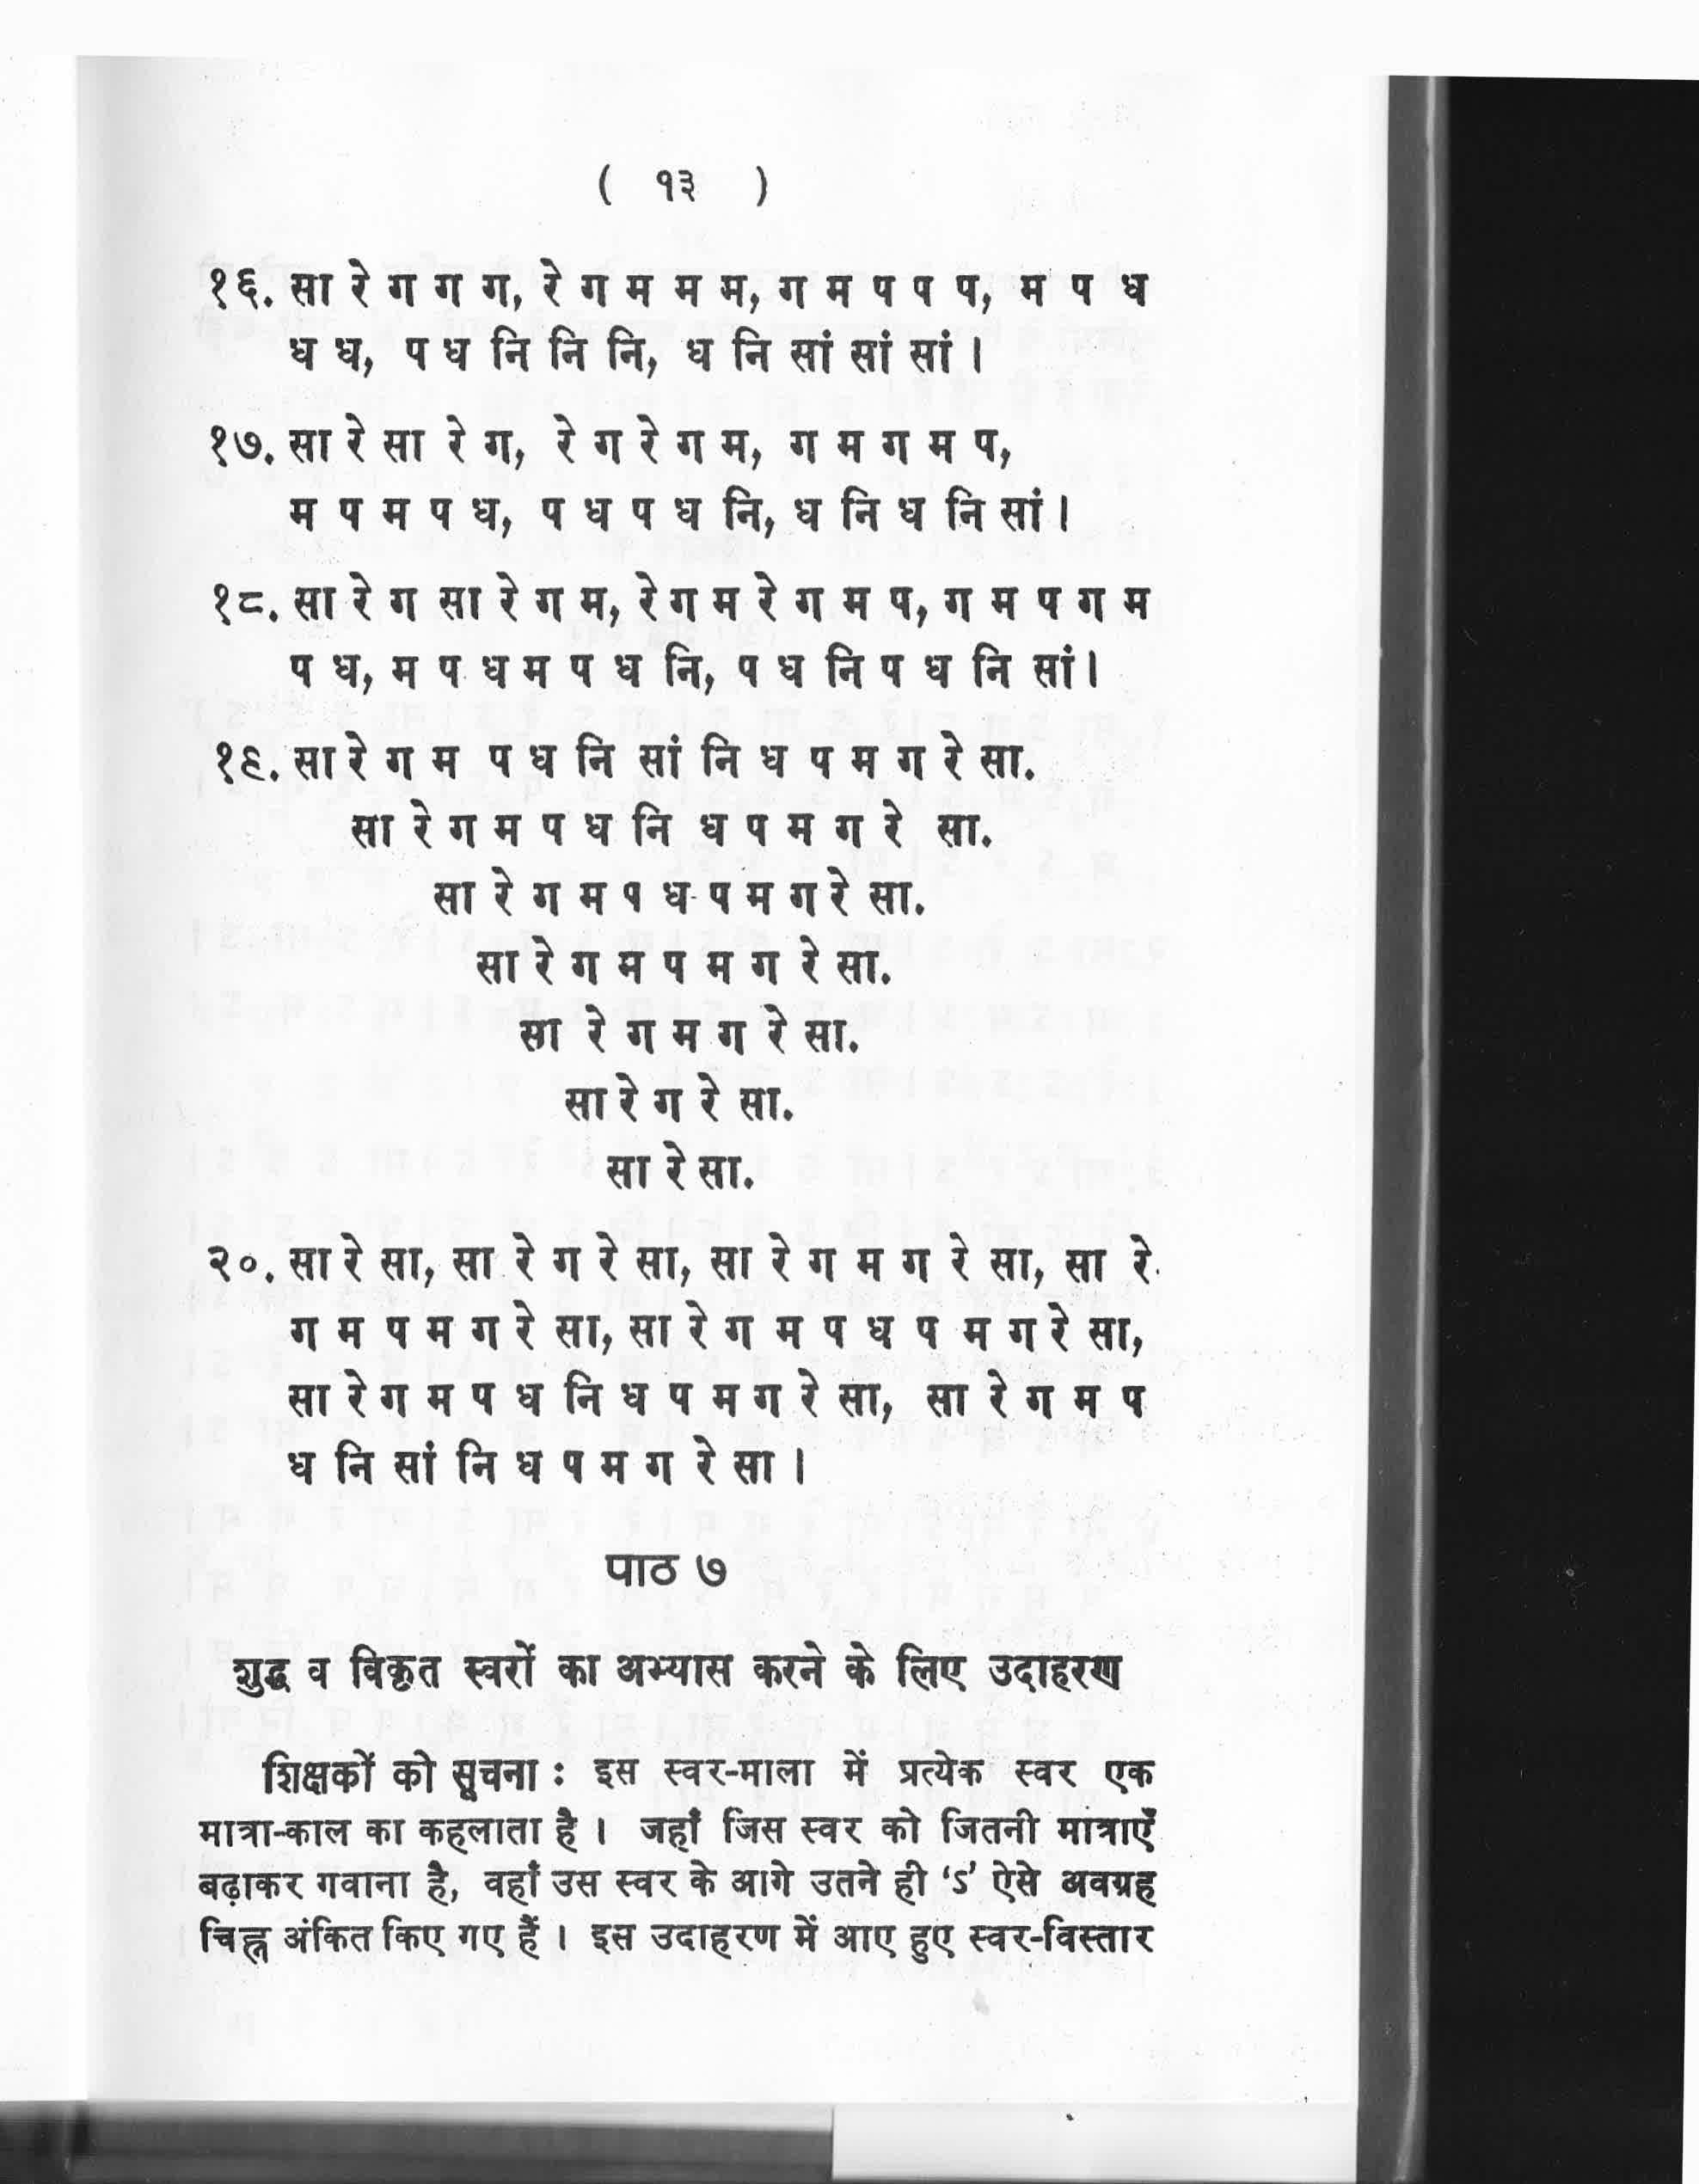 ( १३ )
१६. सा रे ग ग ग, रे ग म म म, ग म प प प, म प ध
ध ध, प ध नि नि नि, ध नि सां सां सां ।
१७. सा रे सा रे ग, रे ग रे ग म, ग म ग म प,
म प म प ध, प ध प ध नि, ध नि ध नि सां ।
१८. सा रे ग सा रे ग म, रे ग म रे ग म प, ग म प ग म
प ध, म प ध म प ध नि, प ध नि प ध नि सां ।
१९. सा रे ग म प ध नि सां नि ध प म ग रे सा.
सा रे ग म प ध नि ध प म ग रे सा.
सा रे ग म प ध प म ग रे सा.
सा रे ग म प म ग रे सा.
सा रे ग म ग रे सा.
सा रे ग रे सा.
सा रे सा.
२०. सा रे सा, सा रे ग रे सा, सा रे ग म ग रे सा, सा रे
ग म प म ग रे सा, सा रे ग म प ध प म ग रे सा,
सा रे ग म प ध नि ध प म ग रे सा, सा रे ग म प
ध नि सां नि ध प म ग रे सा ।
पाठ ७
शुद्ध व विकृत स्वरों का अभ्यास करने के लिए उदाहरण
शिक्षकों को सूचना : इस स्वर-माला में प्रत्येक स्वर एक
मात्रा-काल का कहलाता है । जहाँ जिस स्वर को जितनी मात्राएँ
बढ़ाकर गवाना है, वहाँ उस स्वर के आगे उतने ही ‘ऽ’ ऐसे अवग्रह
चिह्न अंकित किए गए हैं । इस उदाहरण में आए हुए स्वर-विस्तार